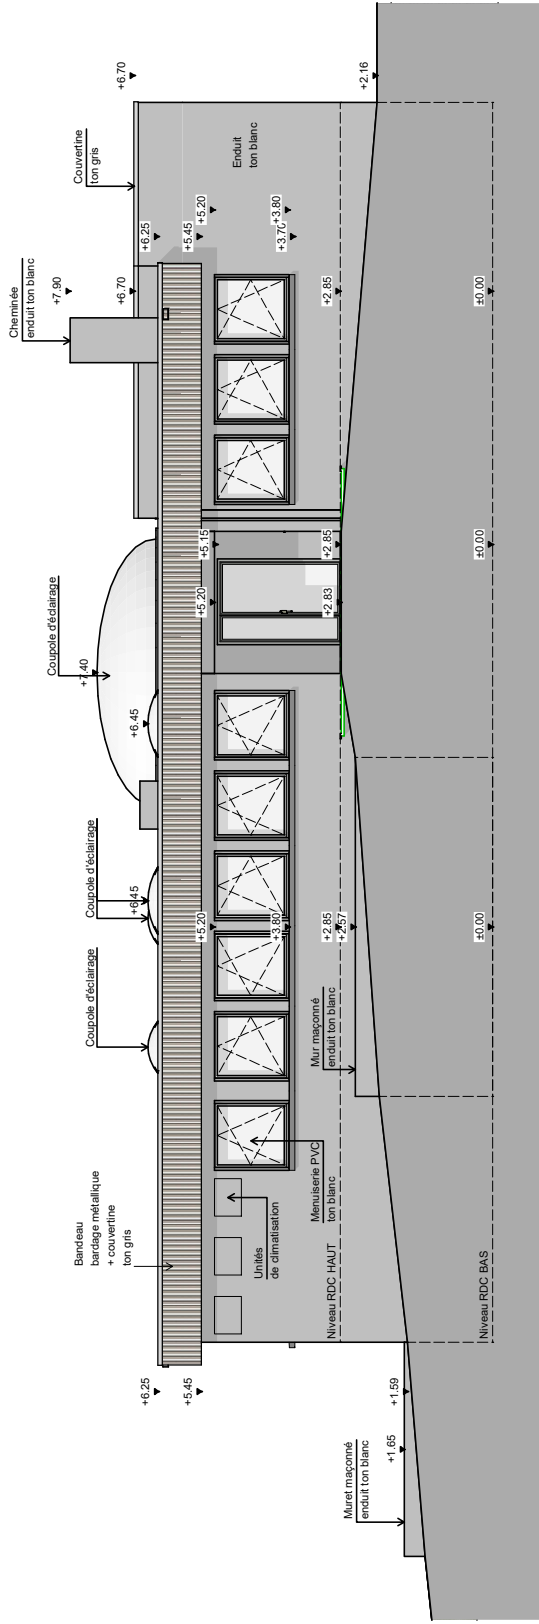 Muret maçonné
enduit ton blanc
+1.65
+1.59
+6.25
+5.45
Bandeau
bardage métallique
+ couvertine
ton gris
Niveau RDC HAUT
Niveau RDC BAS
Unités
de climatisation
Menuiserie PVC
ton blanc
Mur maçonné
enduit ton blanc
Coupole d'éclairage
Coupole d'éclairage
+6.45
+5.20
+3.80
+2.85
+2.57
±0.00
Coupole d'éclairage
+7.40
+6.45
+5.20
+2.83
+5.15
+2.85
±0.00
Cheminée
enduit ton blanc
+7.90
+6.70
+2.85
±0.00
Couvertine
ton gris
+6.25
+5.45
+5.20
+3.80
+3.70
Enduit
ton blanc
+6.70
+2.16